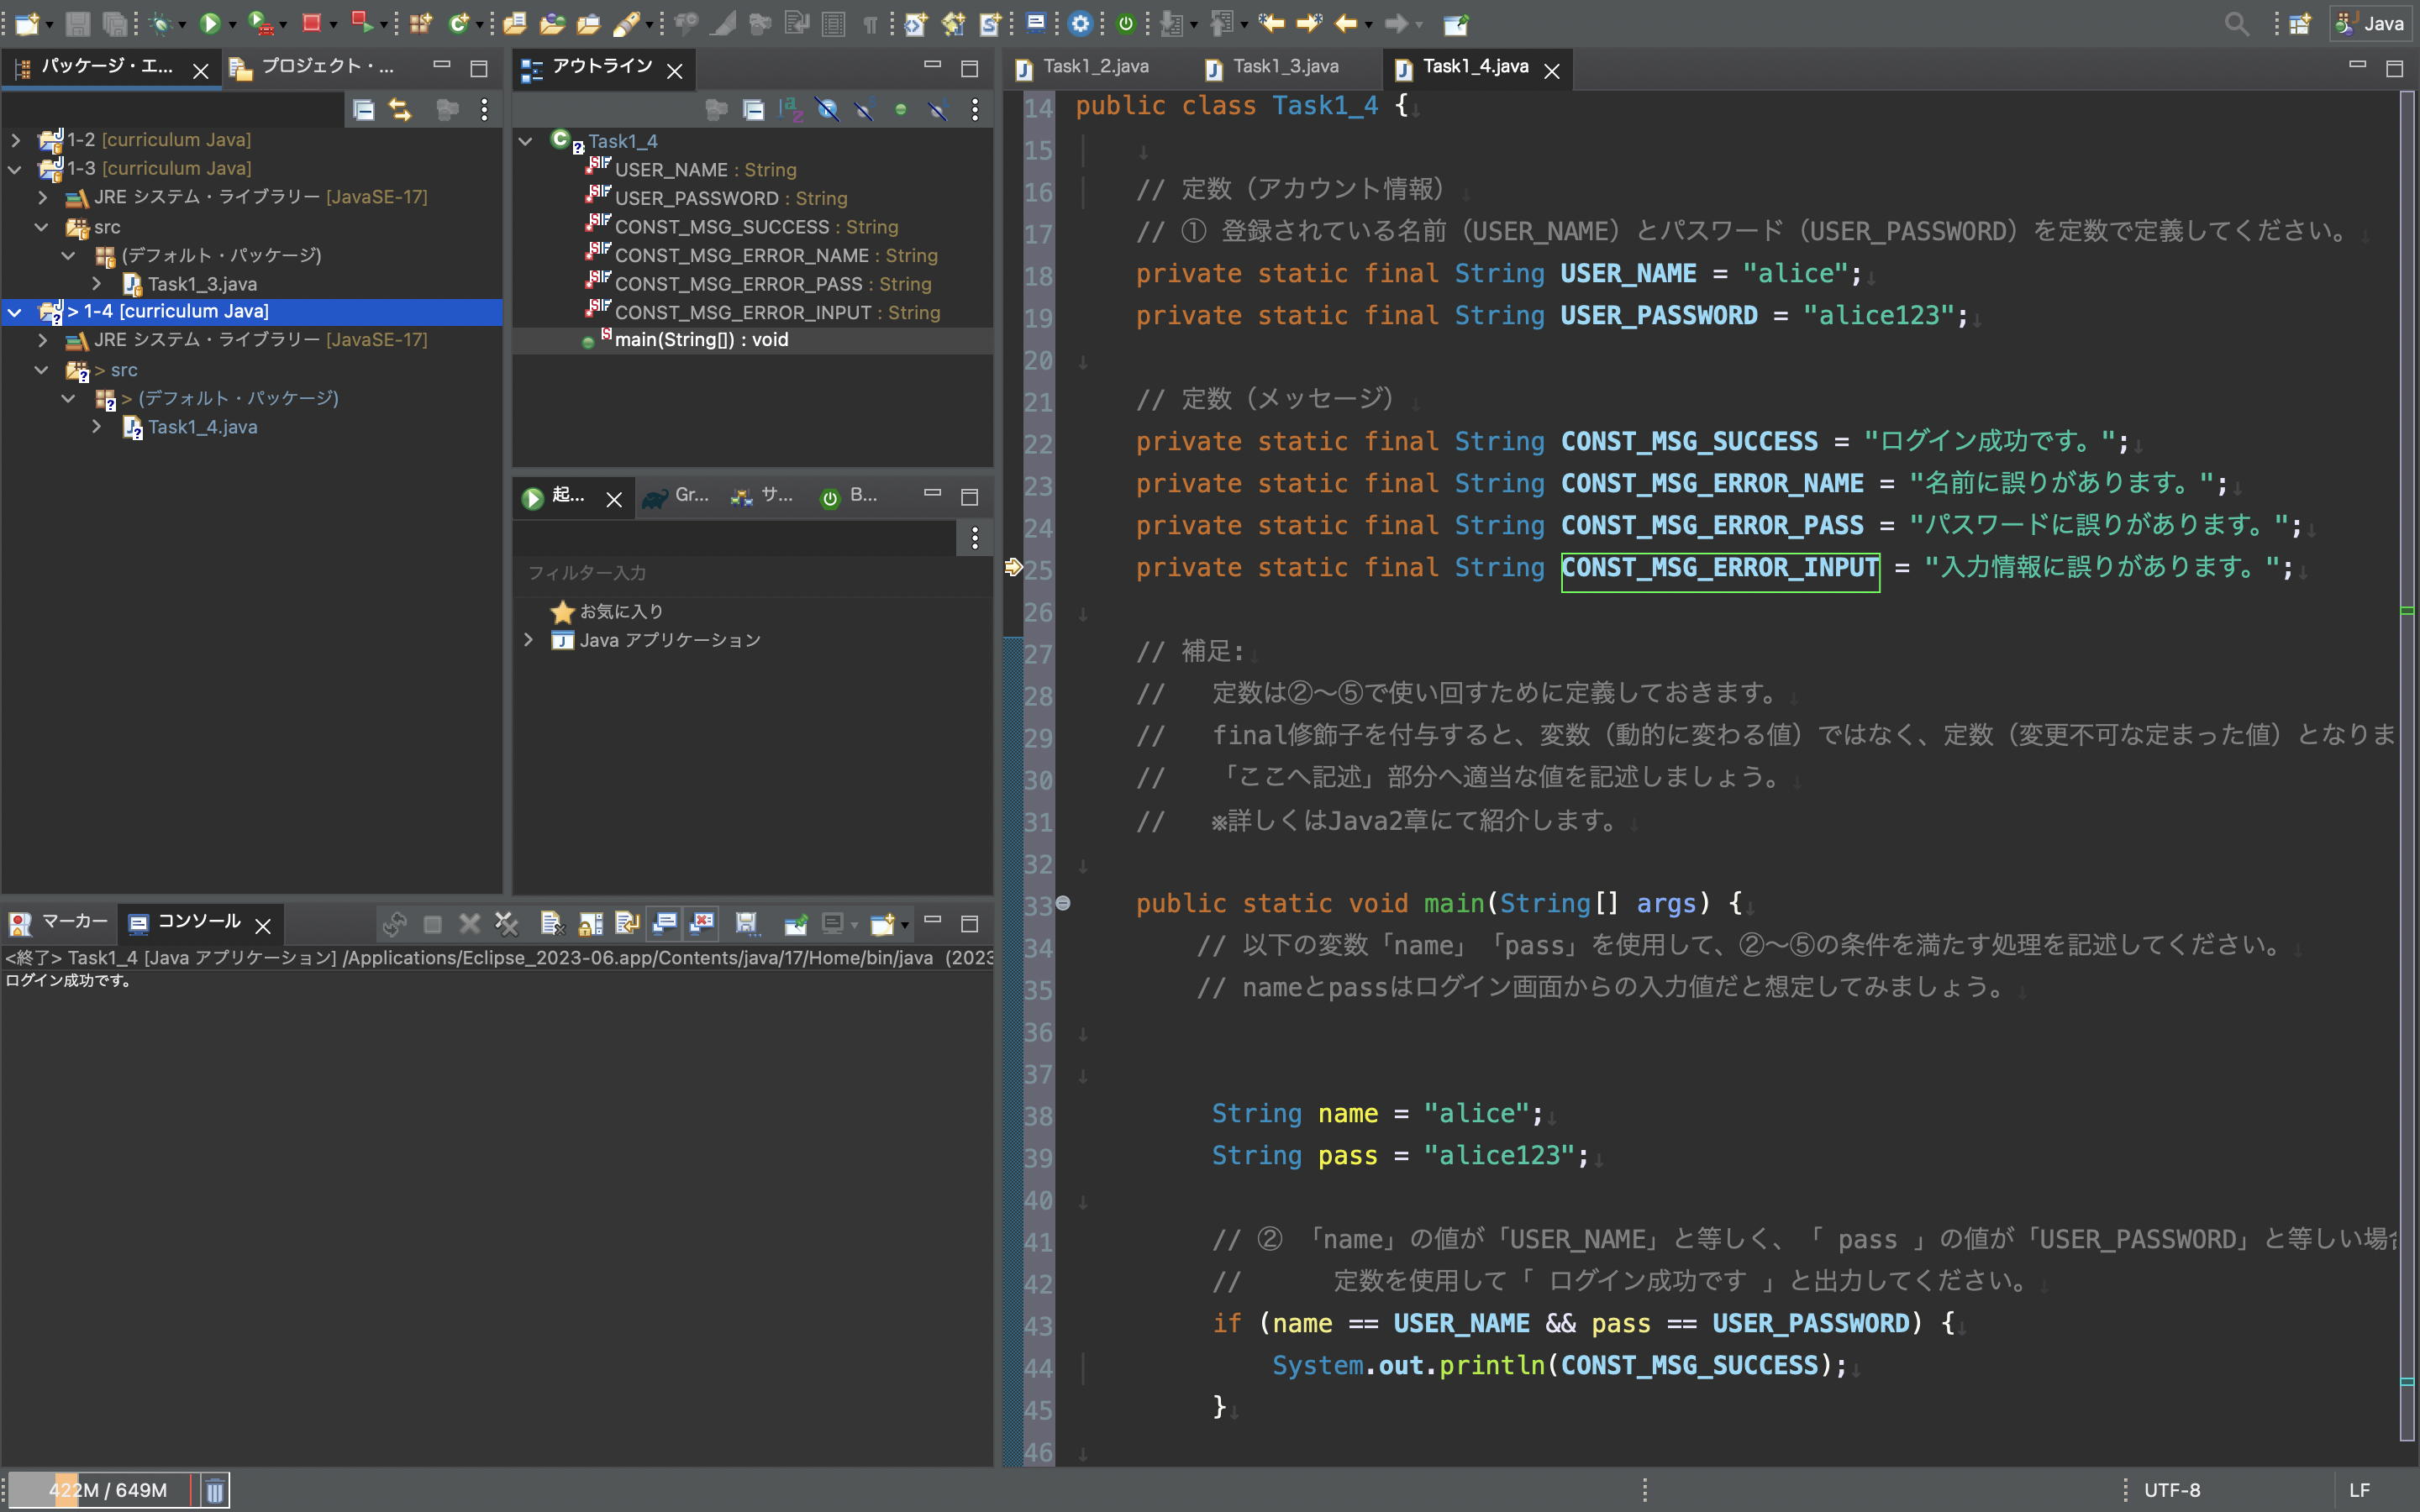 Java
パッケージ・エ...
プロジェクト・...
1-2 [curriculum Java]
1-3 [curriculum Java]
JRE システム・ライブラリー [JavaSE-17]
src
(デフォルト・パッケージ)
Task1_3.java
> 1-4 [curriculum Java]
JRE システム・ライブラリー [JavaSE-17]
> src
> (デフォルト・パッケージ)
Task1_4.java
アウトライン
Task1_4
USER_NAME : String
USER_PASSWORD : String
CONST_MSG_SUCCESS : String
CONST_MSG_ERROR_NAME : String
CONST_MSG_ERROR_PASS : String
CONST_MSG_ERROR_INPUT : String
main(String[]) : void
起...
Gr...
サ...
B...
フィルター入力
お気に入り
Java アプリケーション
マーカー
コンソール
<終了> Task1_4 [Java アプリケーション] /Applications/Eclipse_2023-06.app/Contents/java/17/Home/bin/java (2023
ログイン成功です。
Task1_2.java
Task1_3.java
Task1_4.java
14 public class Task1_4 {
15
16 // 定数（アカウント情報）
17 // ① 登録されている名前（USER_NAME）とパスワード（USER_PASSWORD）を定数で定義してください。
18 private static final String USER_NAME = "alice";
19 private static final String USER_PASSWORD = "alice123";
20
21 // 定数（メッセージ）
22 private static final String CONST_MSG_SUCCESS = "ログイン成功です。";
23 private static final String CONST_MSG_ERROR_NAME = "名前に誤りがあります。";
24 private static final String CONST_MSG_ERROR_PASS = "パスワードに誤りがあります。";
25 private static final String CONST_MSG_ERROR_INPUT = "入力情報に誤りがあります。";
26
27 // 補足:
28 // 定数は②〜⑤で使い回すために定義しておきます。
29 // final修飾子を付与すると、変数（動的に変わる値）ではなく、定数（変更不可な定まった値）となりま
30 // 「ここへ記述」部分へ適当な値を記述しましょう。
31 // ※詳しくはJava2章にて紹介します。
32
33 public static void main(String[] args) {
34 // 以下の変数「name」「pass」を使用して、②〜⑤の条件を満たす処理を記述してください。
35 // nameとpassはログイン画面からの入力値だと想定してみましょう。
36
37
38 String name = "alice";
39 String pass = "alice123";
40
41 // ② 「name」の値が「USER_NAME」と等しく、「 pass 」の値が「USER_PASSWORD」と等しい場合
42 // 定数を使用して「 ログイン成功です 」と出力してください。
43 if (name == USER_NAME && pass == USER_PASSWORD) {
44 System.out.println(CONST_MSG_SUCCESS);
45 }
46
422M / 649M
UTF-8
LF